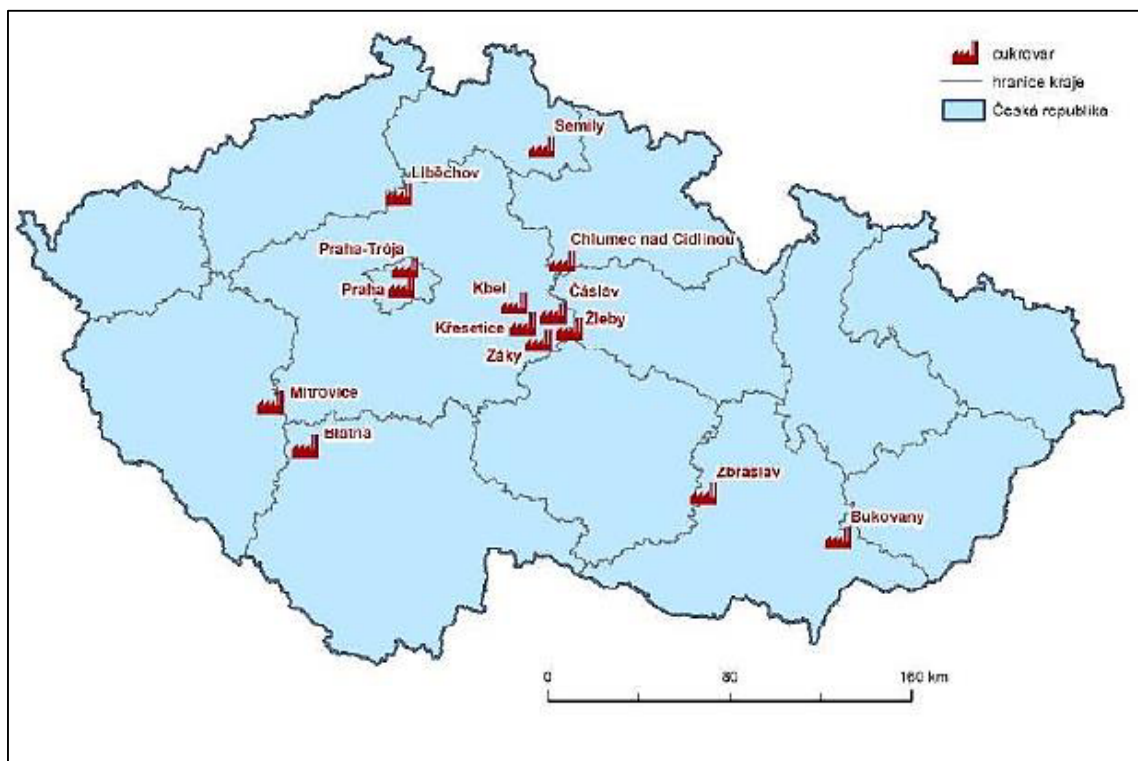 cukrovar
hranice kraje
Česká republika
Semily
Liběchov
Chlumec nad Cidlinou
Praha-Trója
Praha
Kbel
Čáslav
Křesetice
Žleby
Záky
Mitrovice
Blatná
Zbraslav
Bukovany
0 80 160 km